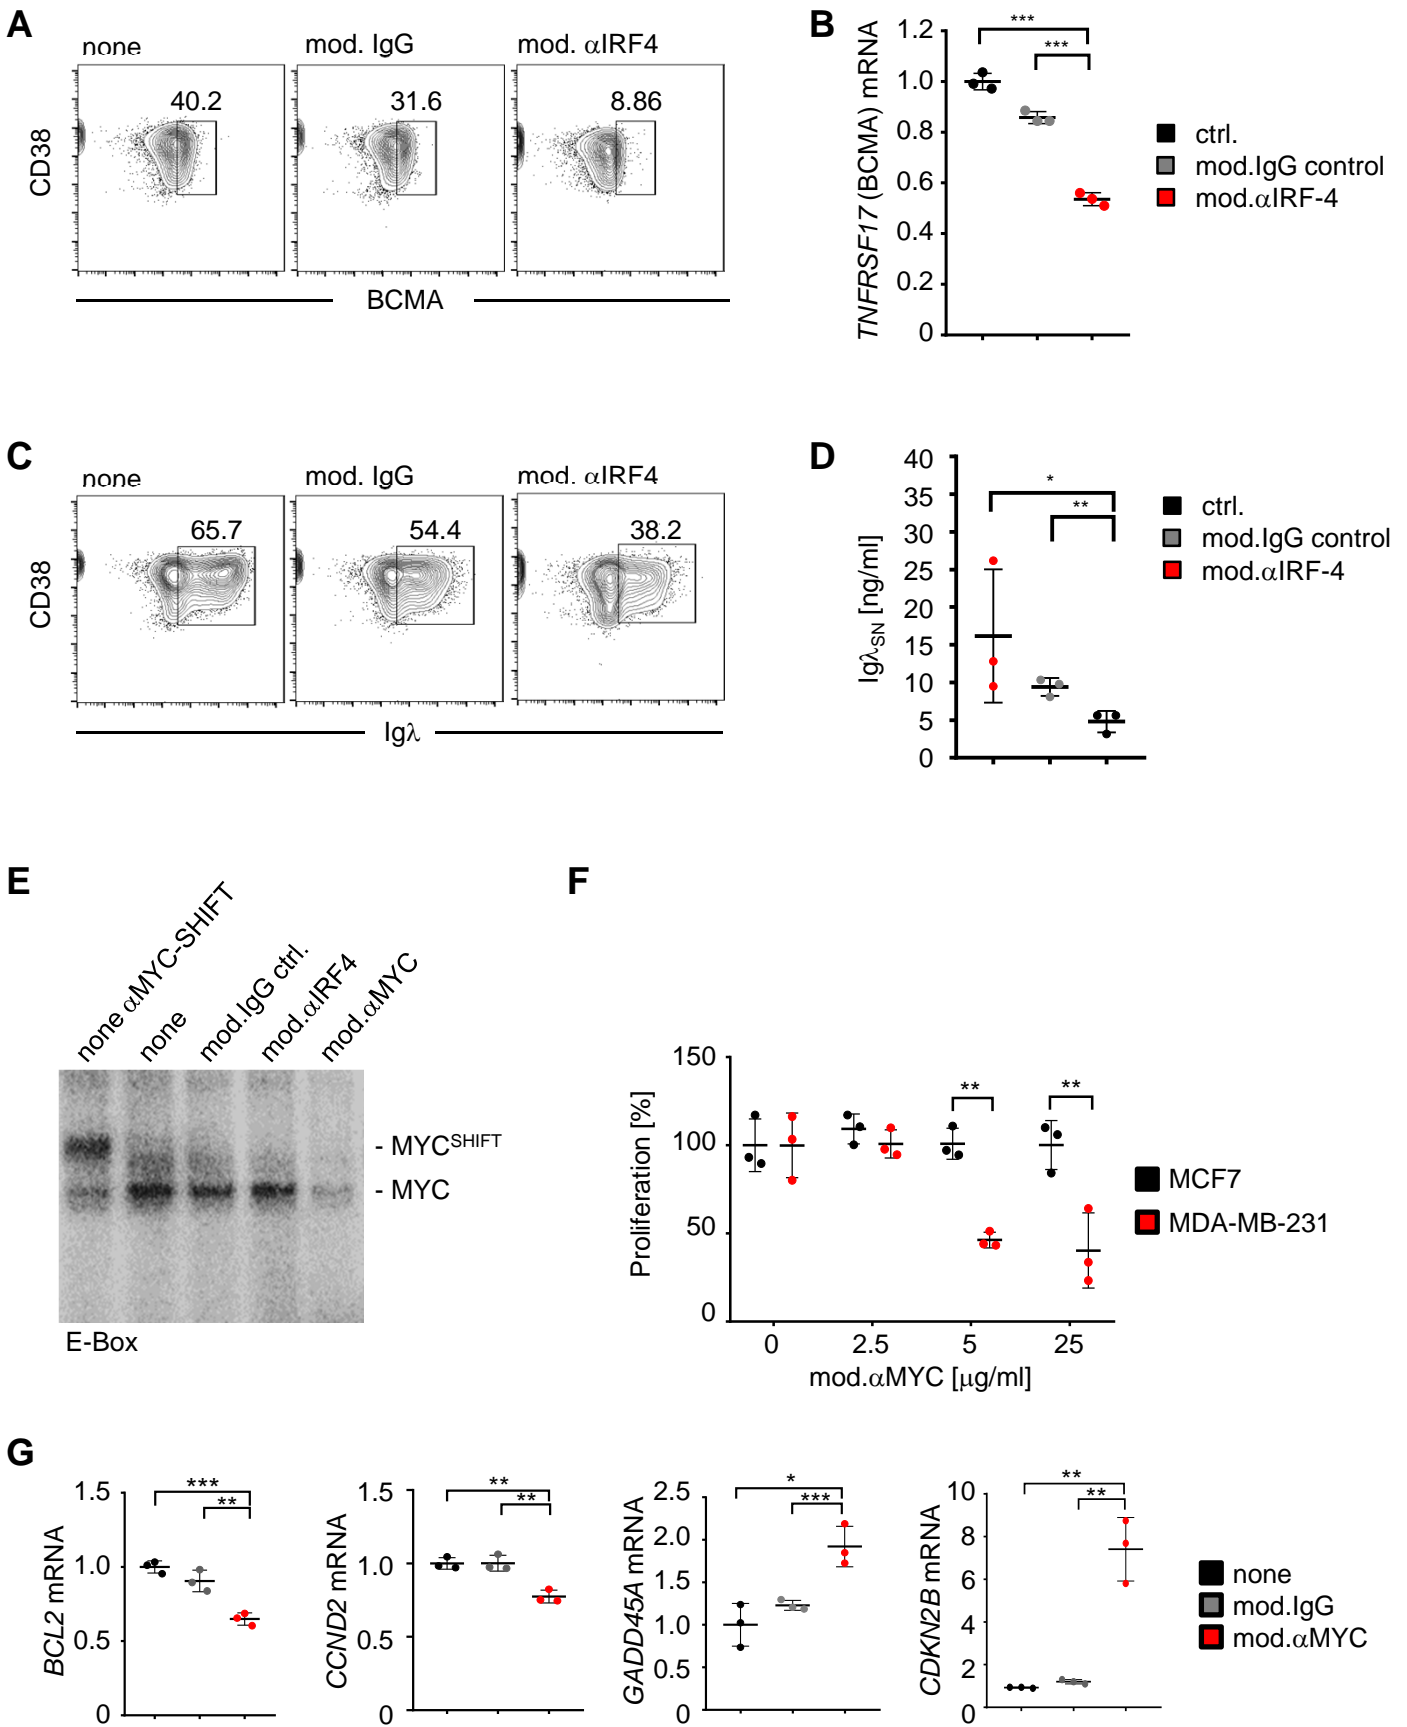 A
none
mod. IgG
mod. αIRF4
40.2
31.6
8.86
CD38
BCMA
B
TNFRSF17 (BCMA) mRNA
1.2
1.0
0.8
0.6
0.4
0.2
0
***
***
ctrl.
mod.IgG control
mod.αIRF-4
C
none
mod. IgG
mod. αIRF4
65.7
54.4
38.2
CD38
Igλ
D
IgλSN [ng/ml]
40
35
30
25
20
15
10
5
0
*
**
ctrl.
mod.IgG control
mod.αIRF-4
E
none αMYC-SHIFT
none
mod.IgG ctrl.
mod.αIRF4
mod.αMYC
- MYCSHIFT
- MYC
E-Box
F
Proliferation [%]
150
100
50
0
**
**
0 2.5 5 25
mod.αMYC [μg/ml]
MCF7
MDA-MB-231
G
BCL2 mRNA
1.5
1.0
0.5
0
***
**
CCND2 mRNA
1.5
1.0
0.5
0
**
**
GADD45A mRNA
2.5
2.0
1.5
1.0
0.5
0
*
***
CDKN2B mRNA
10
8
6
4
2
0
**
**
none
mod.IgG
mod.αMYC